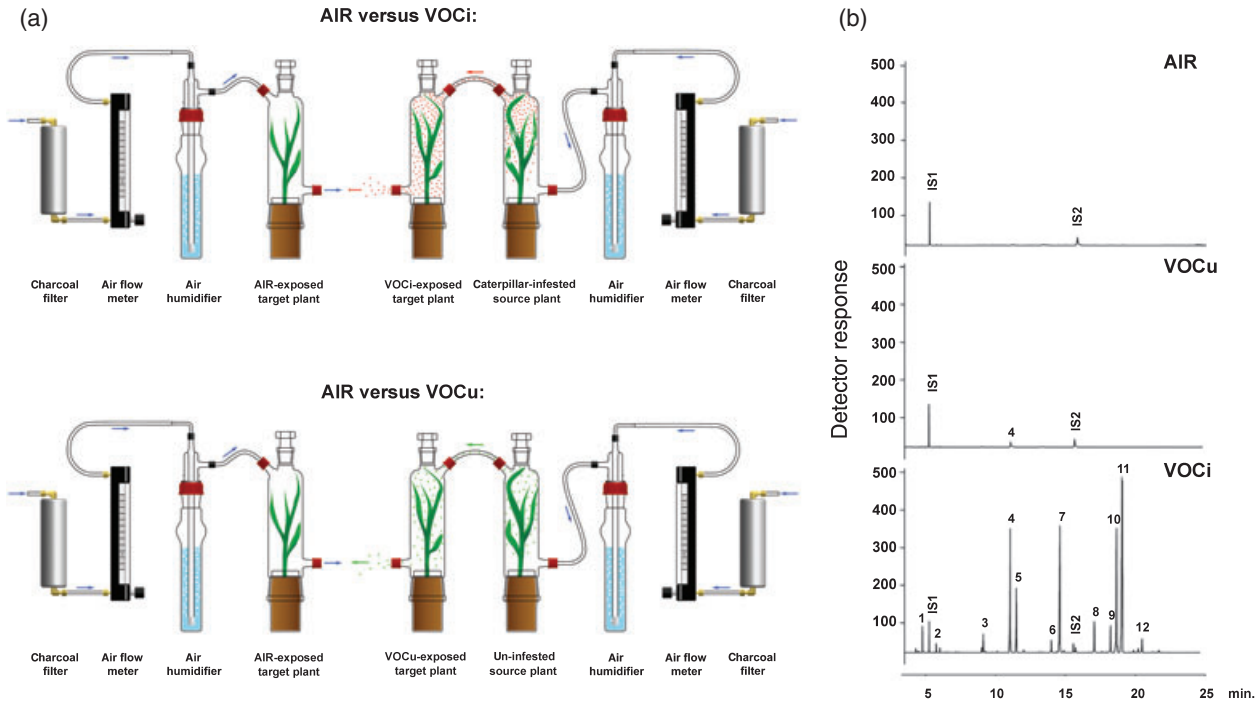 (a)
AIR versus VOCi:
Charcoal filter
Air flow meter
Air humidifier
AIR-exposed target plant
VOCi-exposed target plant
Caterpillar-infested source plant
Air humidifier
Air flow meter
Charcoal filter
AIR versus VOCu:
Charcoal filter
Air flow meter
Air humidifier
AIR-exposed target plant
VOCu-exposed target plant
Un-infested source plant
Air humidifier
Air flow meter
Charcoal filter
(b)
Detector response
AIR
500
400
300
200
100
IS1
IS2
VOCu
500
400
300
200
100
IS1
4
IS2
VOCi
500
400
300
200
100
1
IS1
2
3
4
5
6
7
IS2
8
9
10
11
12
5 10 15 20 25 min.